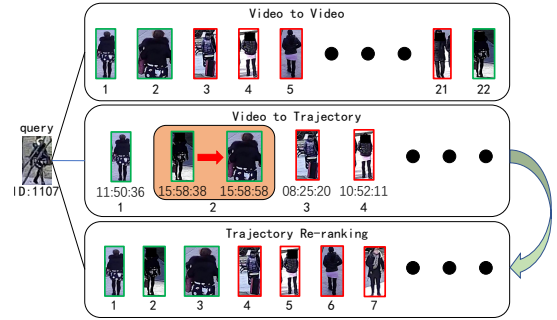 Video to Video
1 2 3 4 5 21 22
query
ID:1107
Video to Trajectory
11:50:36 15:58:38 15:58:58 08:25:20 10:52:11
1 2 3 4
Trajectory Re-ranking
1 2 3 4 5 6 7